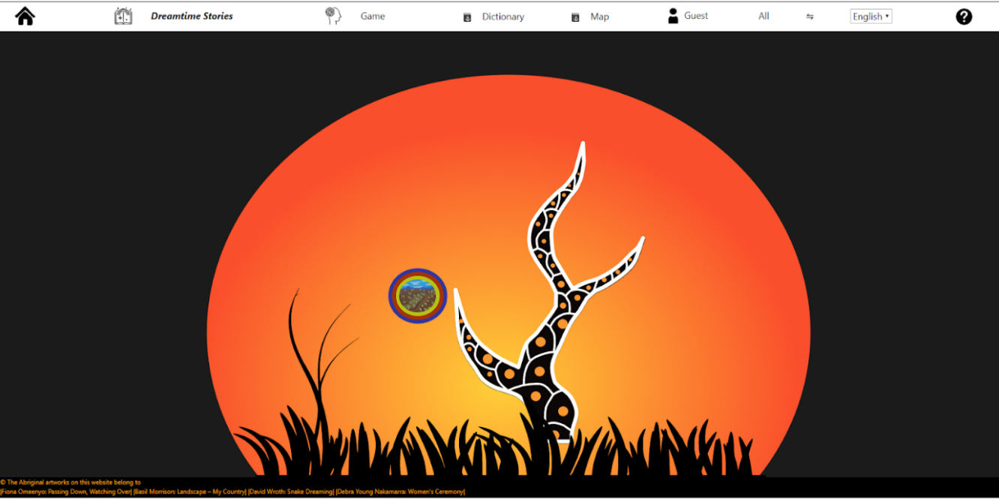 Dreamtime Stories Game Dictionary Map Guest All ⇋ English ?
© The Abriginal artworks on this website belong to
|Fiona Omeenyo: Passing Down, Watching Over| |Basil Morrison: Landscape – My Country| |David Wroth: Snake Dreaming| |Debra Young Nakamarra: Women's Ceremony|